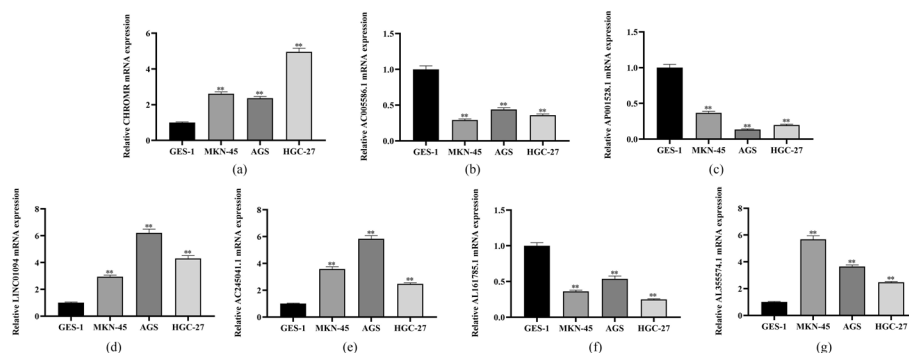 Relative CHROMIR mRNA expression
6
4
2
0
**
**
**
GES-1 MKN-45 AGS HGC-27
(a)
Relative AC005586.1 mRNA expression
1.5
1.0
0.5
0.0
**
**
**
GES-1 MKN-45 AGS HGC-27
(b)
Relative AP001528.1 mRNA expression
1.5
1.0
0.5
0.0
**
**
**
GES-1 MKN-45 AGS HGC-27
(c)
Relative LINC01094 mRNA expression
8
6
4
2
0
**
**
**
GES-1 MKN-45 AGS HGC-27
(d)
Relative AC245041.1 mRNA expression
8
6
4
2
0
**
**
**
GES-1 MKN-45 AGS HGC-27
(e)
Relative AL161785.1 mRNA expression
1.5
1.0
0.5
0.0
**
**
**
GES-1 MKN-45 AGS HGC-27
(f)
Relative AL355574.1 mRNA expression
8
6
4
2
0
**
**
**
GES-1 MKN-45 AGS HGC-27
(g)